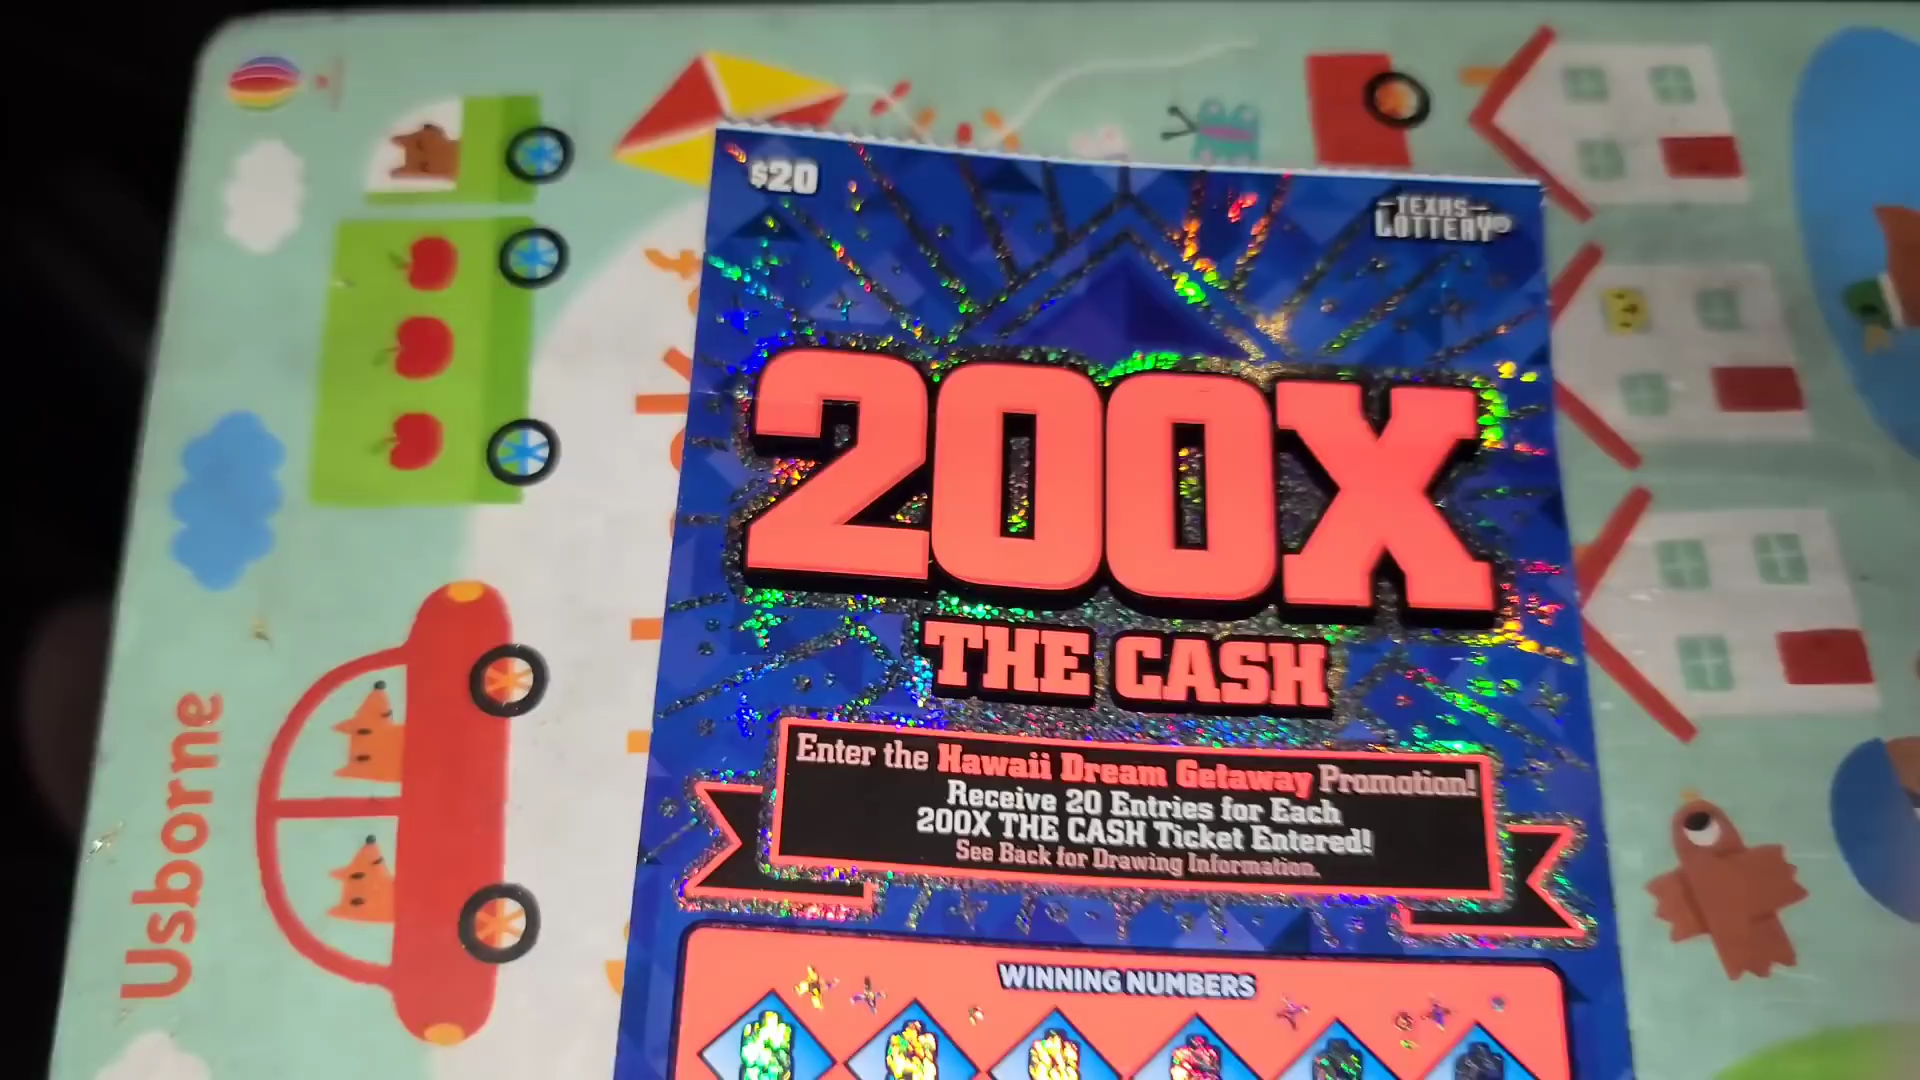 $20
TEXAS
LOTTERY®
200X
THE CASH
Enter the Hawaii Dream Getaway Promotion!
Receive 20 Entries for Each
200X THE CASH Ticket Entered!
See Back for Drawing Information.
WINNING NUMBERS
Usborne